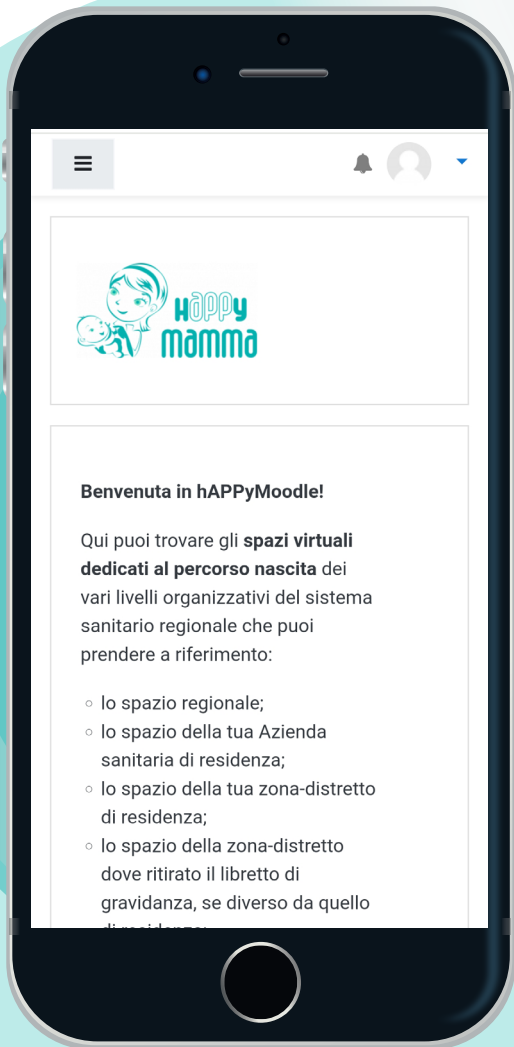 HAPPy
mamma
Benvenuta in hAPPyMoodle!
Qui puoi trovare gli spazi virtuali
dedicati al percorso nascita dei
vari livelli organizzativi del sistema
sanitario regionale che puoi
prendere a riferimento:
lo spazio regionale;
lo spazio della tua Azienda
sanitaria di residenza;
lo spazio della tua zona-distretto
di residenza;
lo spazio della zona-distretto
dove ritirato il libretto di
gravidanza, se diverso da quello
di residenza;